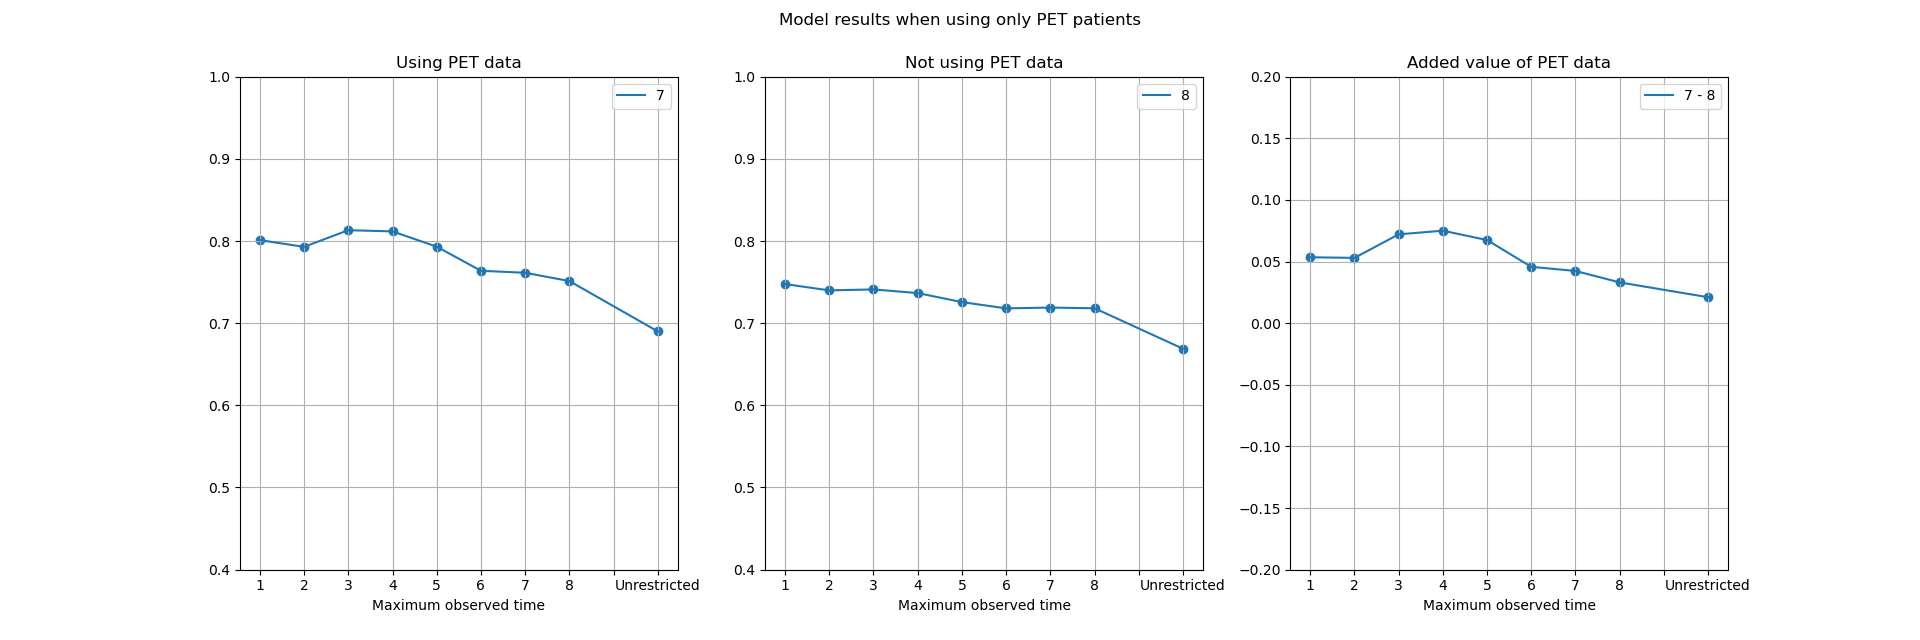 Model results when using only PET patients
Using PET data
1.0
0.9
0.8
0.7
0.6
0.5
0.4
7
1 2 3 4 5 6 7 8 Unrestricted
Maximum observed time
Not using PET data
1.0
0.9
0.8
0.7
0.6
0.5
0.4
8
1 2 3 4 5 6 7 8 Unrestricted
Maximum observed time
Added value of PET data
0.20
0.15
0.10
0.05
0.00
−0.05
−0.10
−0.15
−0.20
7 - 8
1 2 3 4 5 6 7 8 Unrestricted
Maximum observed time